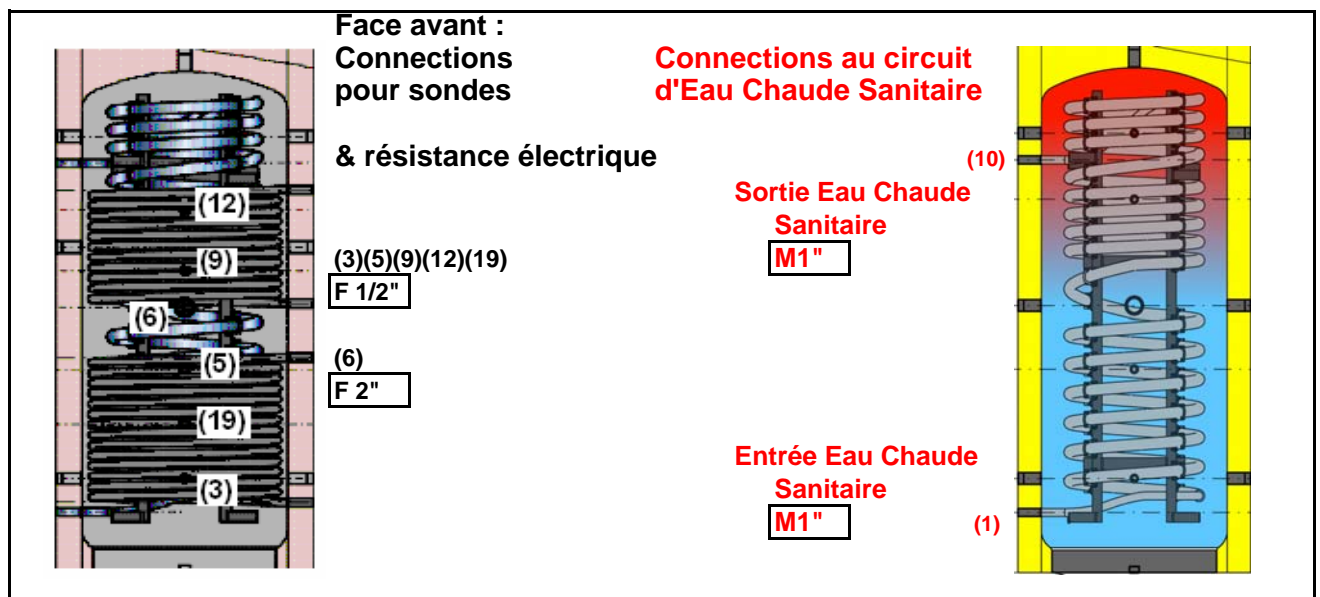 Face avant :
Connections
pour sondes
& résistance électrique
(12)
(9)
(6)
(5)
(19)
(3)
(3)(5)(9)(12)(19)
F 1/2"
(6)
F 2"
Connections au circuit
d'Eau Chaude Sanitaire
(10)
Sortie Eau Chaude
Sanitaire
M1"
Entrée Eau Chaude
Sanitaire
M1"
(1)